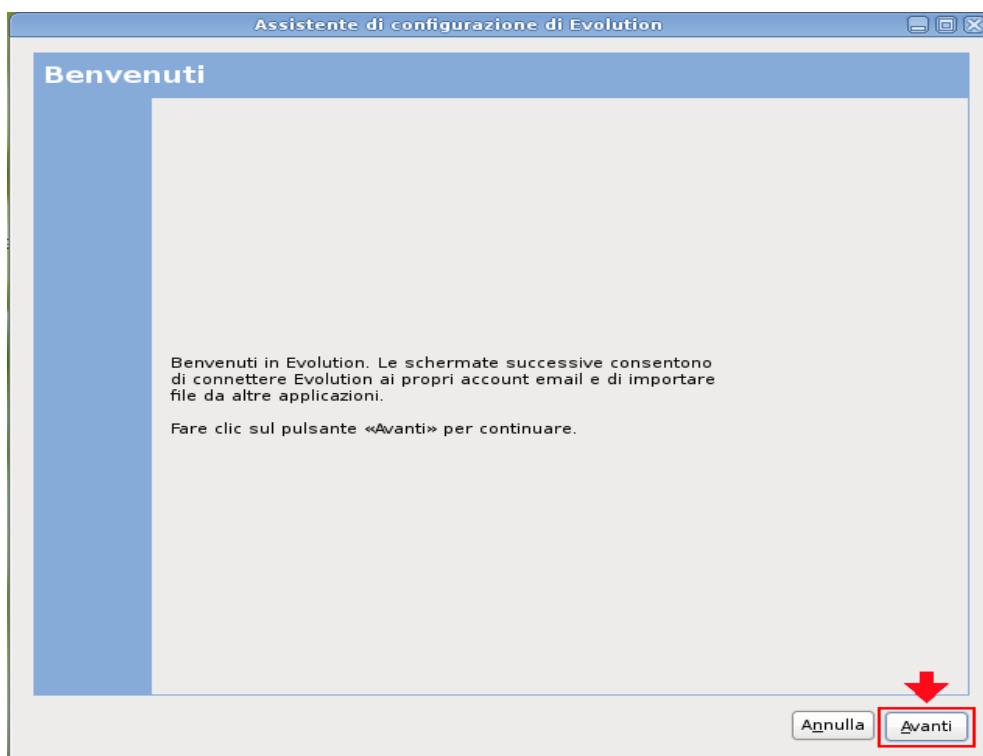 Assistente di configurazione di Evolution
Benvenuti
Benvenuti in Evolution. Le schermate successive consentono
di connettere Evolution ai propri account email e di importare
file da altre applicazioni.
Fare clic sul pulsante «Avanti» per continuare.
Annulla
Avanti